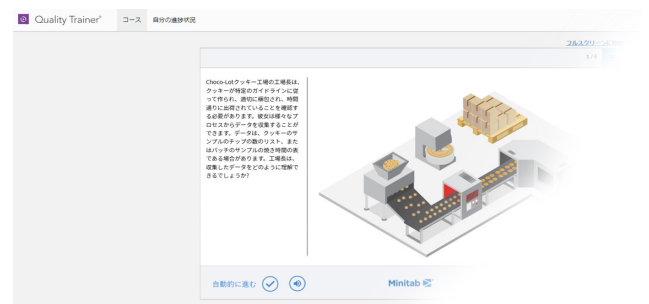 Quality Trainer® コース 自分の進捗状況
フルスクリーン
1 / 5
Choco-Lotクッキー工場の工場長は、
クッキーが特定のガイドラインに従
って作られ、適切に梱包され、時間
通りに出荷されていることを確認す
る必要があります。彼女は様々なプ
ロセスからデータを収集することが
できます。データは、クッキーのサ
ンプルのチップの数のリスト、また
はバッチのサンプルの焼き時間の表
である場合があります。工場長は、
収集したデータをどのように理解で
きるでしょうか?
自動的に進む
Minitab